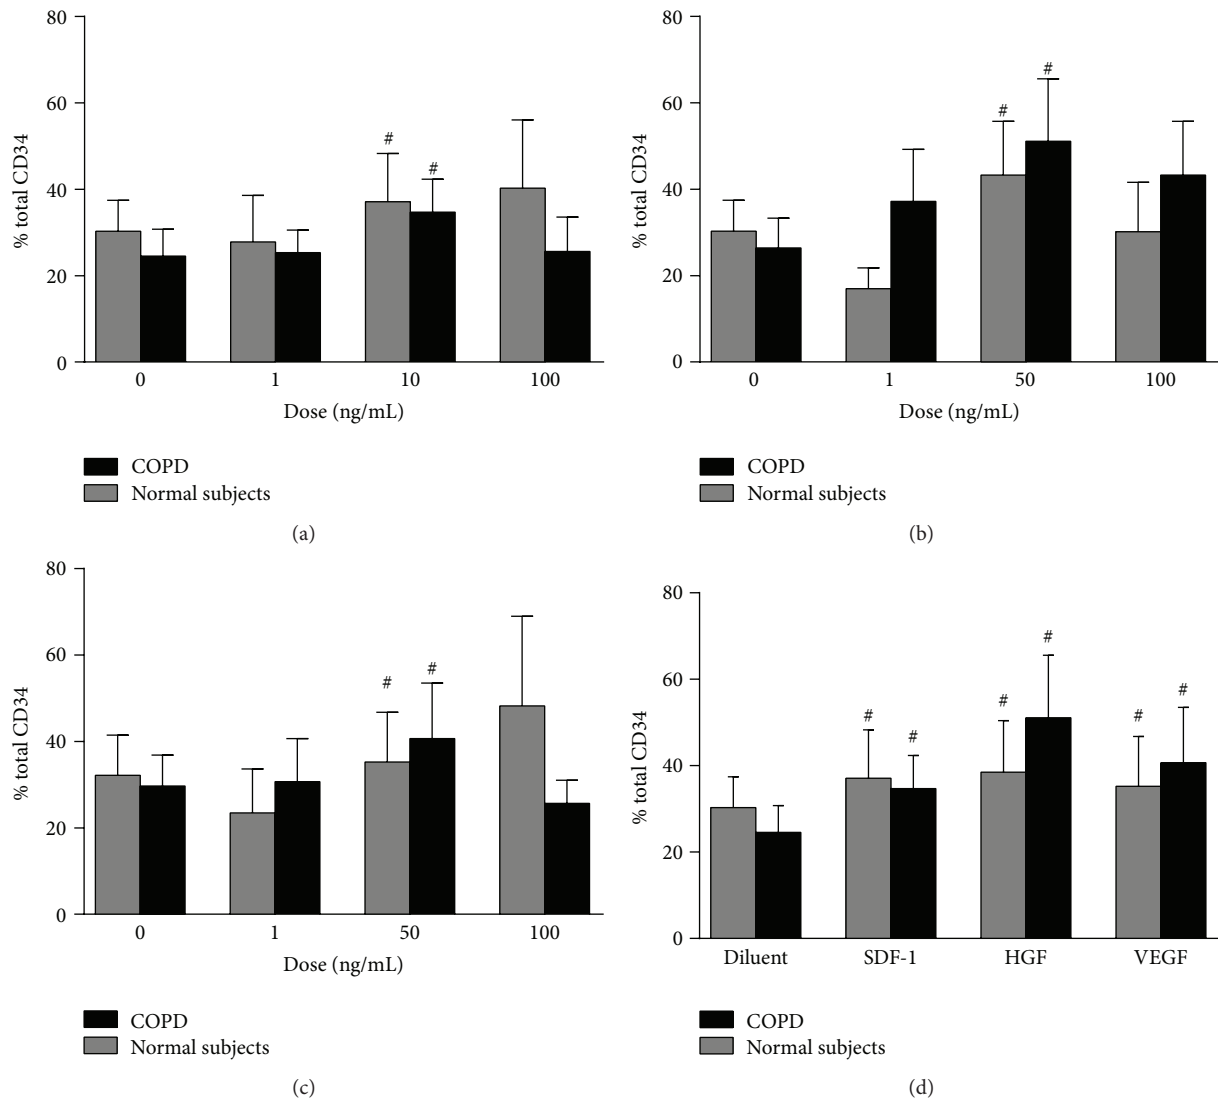 80
60
40
20
0
% total CD34
#
#
0 1 10 100
Dose (ng/mL)
COPD
Normal subjects
(a)
80
60
40
20
0
% total CD34
#
#
0 1 50 100
Dose (ng/mL)
COPD
Normal subjects
(b)
80
60
40
20
0
% total CD34
#
#
0 1 50 100
Dose (ng/mL)
COPD
Normal subjects
(c)
80
60
40
20
0
% total CD34
#
#
#
#
#
#
Diluent SDF-1 HGF VEGF
COPD
Normal subjects
(d)